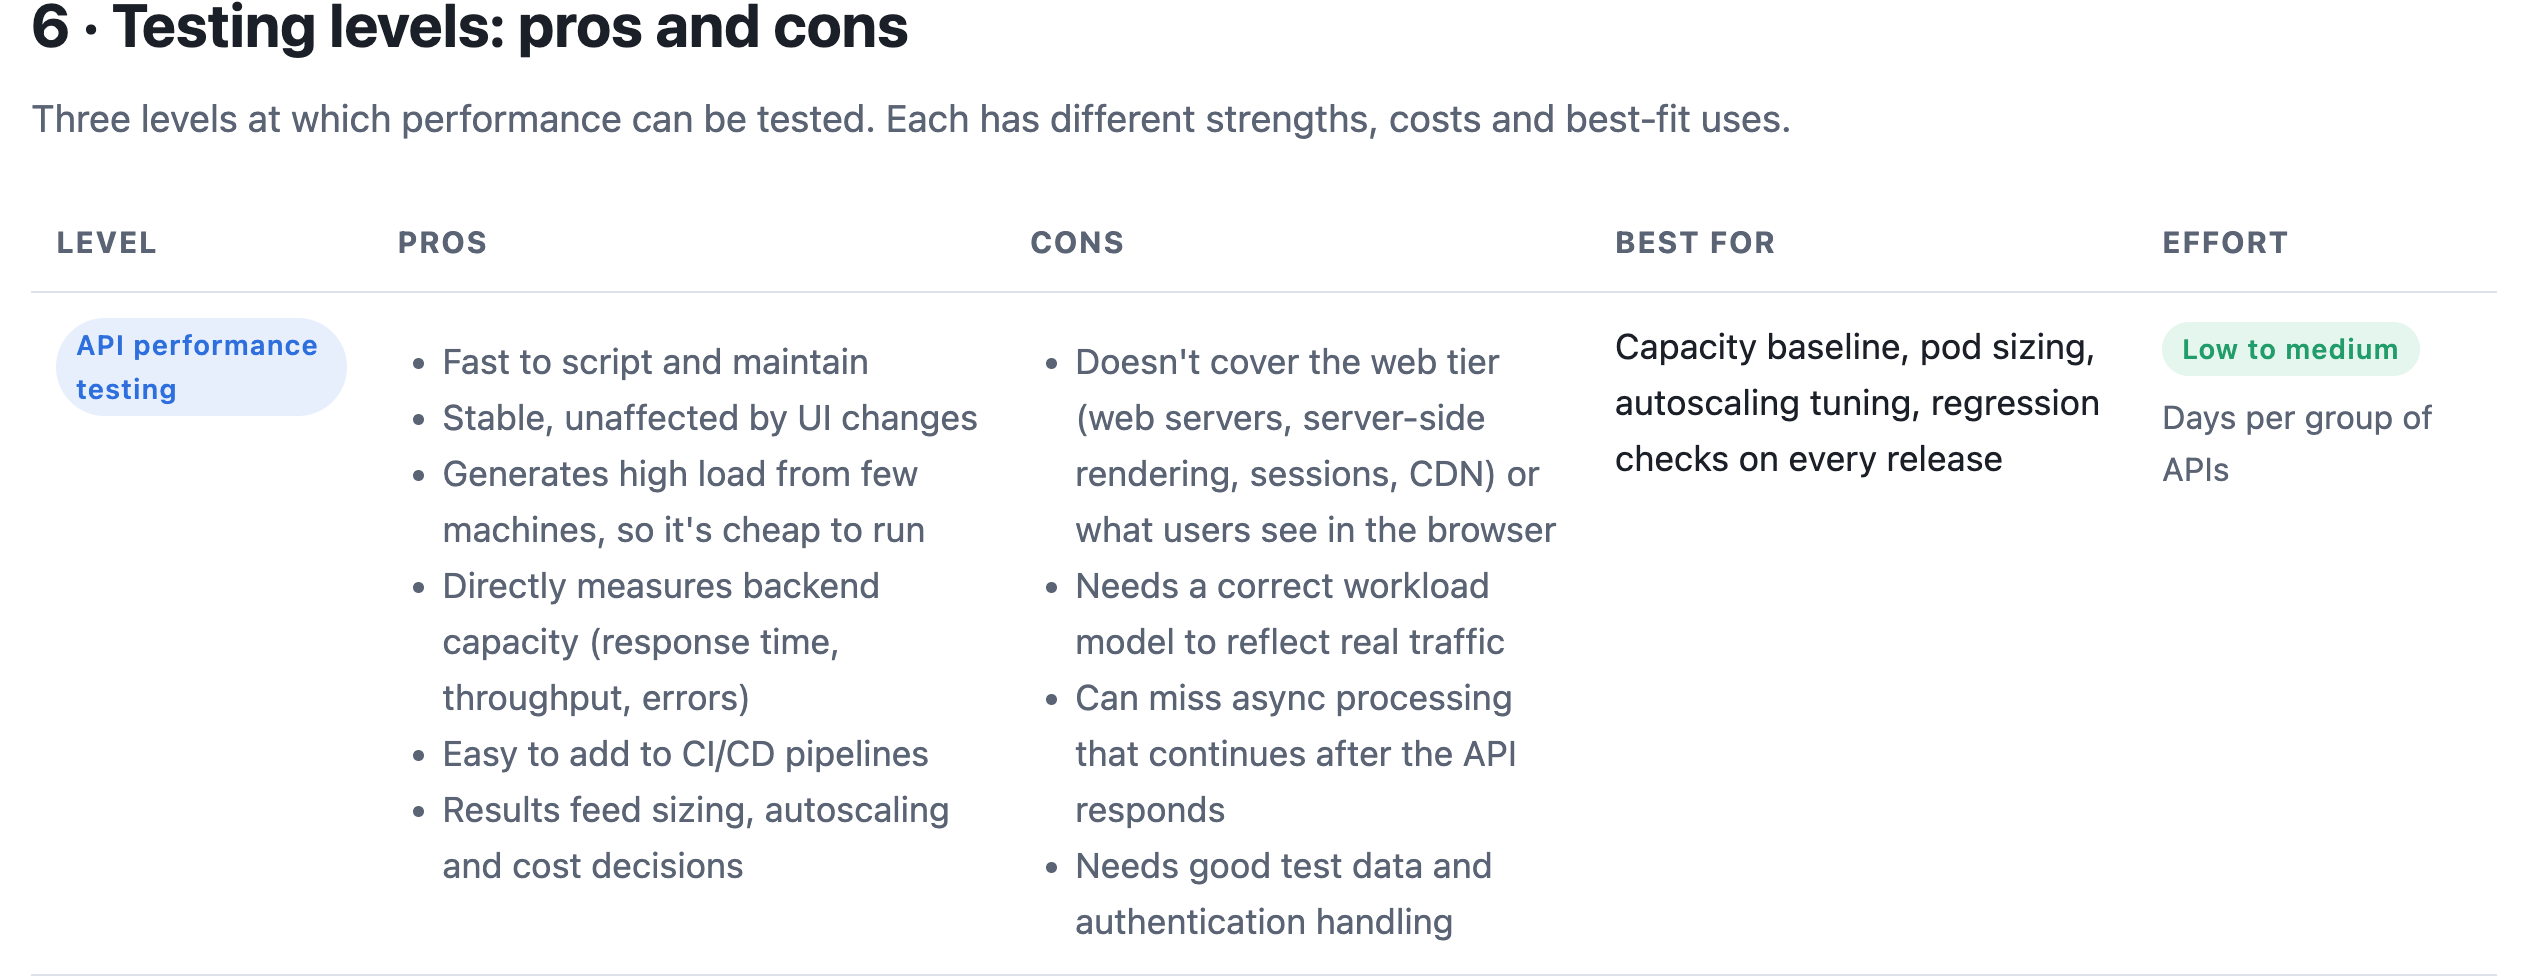 6 · Testing levels: pros and cons
Three levels at which performance can be tested. Each has different strengths, costs and best-fit uses.
LEVEL
PROS
CONS
BEST FOR
EFFORT
API performance
testing
• Fast to script and maintain
• Stable, unaffected by UI changes
• Generates high load from few
machines, so it's cheap to run
• Directly measures backend
capacity (response time,
throughput, errors)
• Easy to add to CI/CD pipelines
• Results feed sizing, autoscaling
and cost decisions
• Doesn't cover the web tier
(web servers, server-side
rendering, sessions, CDN) or
what users see in the browser
• Needs a correct workload
model to reflect real traffic
• Can miss async processing
that continues after the API
responds
• Needs good test data and
authentication handling
Capacity baseline, pod sizing,
autoscaling tuning, regression
checks on every release
Low to medium
Days per group of
APIs